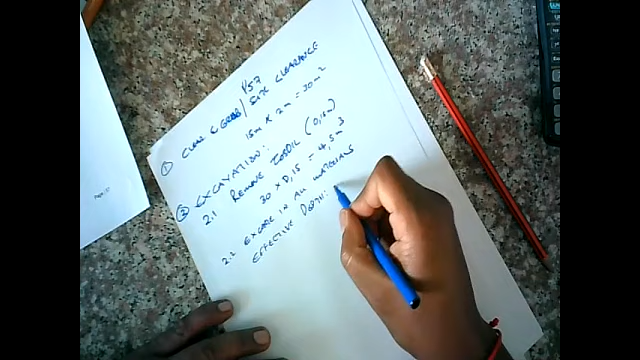 P157
① CLEAR & GRUB/ SITE CLEARANCE
15m x 2m = 30m²
② EXCAVATION:
2.1 REMOVE TOPSOIL (0,15m)
30 x 0,15 = 4,5m³
2.2 EXCAVATE IN ALL MATERIALS
EFFECTIVE DEPTH: